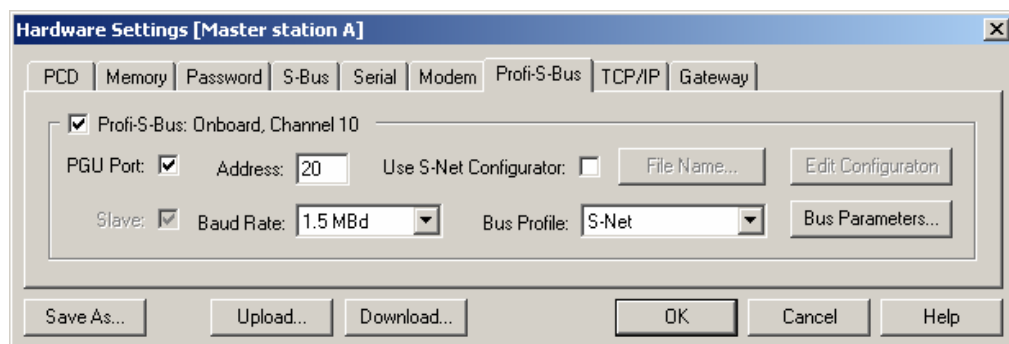 Hardware Settings [Master station A]
PCD Memory Password S-Bus Serial Modem Profi-S-Bus TCP/IP Gateway
Profi-S-Bus: Onboard, Channel 10
PGU Port: Address: 20 Use S-Net Configurator: File Name... Edit Configuraton
Slave: Baud Rate: 1.5 MBd Bus Profile: S-Net Bus Parameters...
Save As... Upload... Download... OK Cancel Help